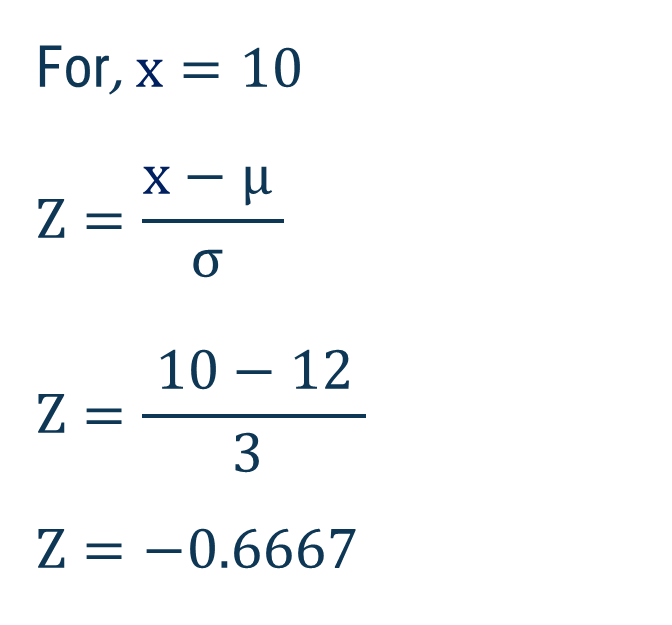 For, x = 10
Z = (x − μ) / σ
Z = (10 − 12) / 3
Z = −0.6667